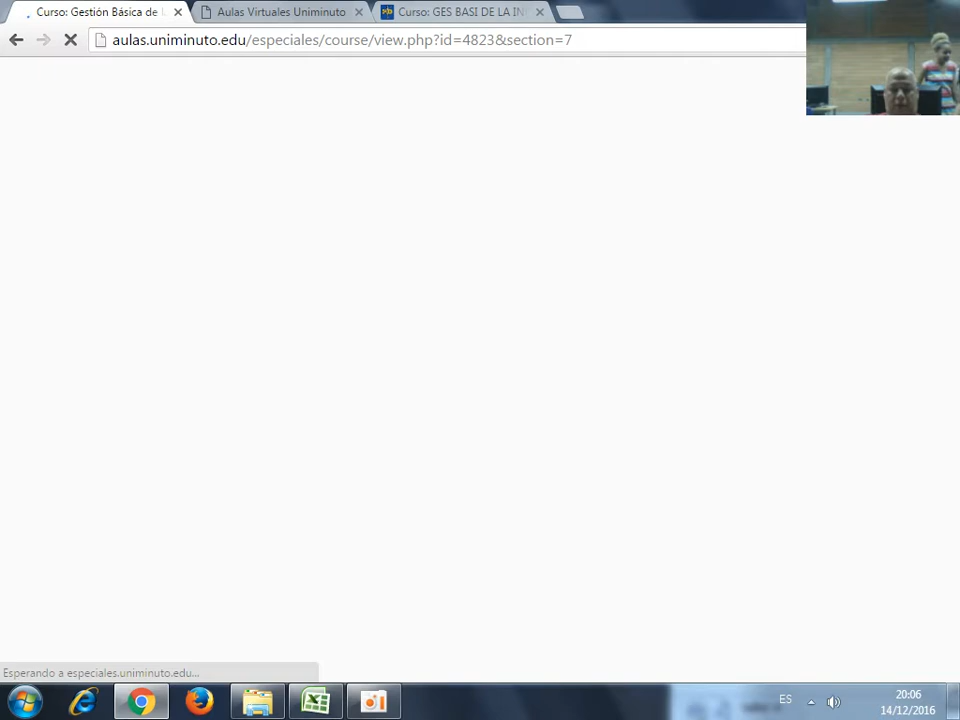 Curso: Gestión Básica de
Aulas Virtuales Uniminuto
Curso: GES BASI DE LA IN
aulas.uniminuto.edu/especiales/course/view.php?id=4823&section=7
Esperando a especiales.uniminuto.edu...
ES
20:06
14/12/2016